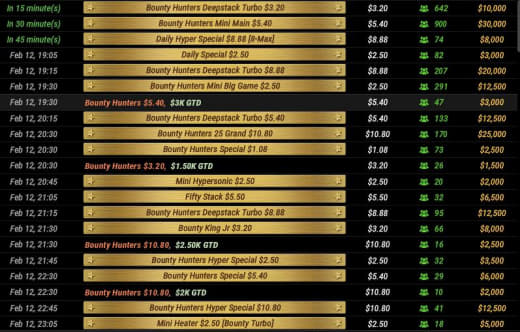 In 15 minute(s) Bounty Hunters Deepstack Turbo $3.20 $3.20 642 $10,000
In 30 minute(s) Bounty Hunters Mini Main $5.40 $5.40 900 $30,000
In 45 minute(s) Daily Hyper Special $8.88 [8-Max] $8.88 74 $8,000
Feb 12, 19:05 Daily Special $2.50 $2.50 82 $3,000
Feb 12, 19:15 Bounty Hunters Deepstack Turbo $8.88 $8.88 207 $20,000
Feb 12, 19:30 Bounty Hunters Mini Big Game $2.50 $2.50 291 $12,500
Feb 12, 19:30 Bounty Hunters $5.40, $3K GTD $5.40 47 $3,000
Feb 12, 20:15 Bounty Hunters Deepstack Turbo $5.40 $5.40 133 $12,500
Feb 12, 20:30 Bounty Hunters 25 Grand $10.80 $10.80 170 $25,000
Feb 12, 20:30 Bounty Hunters Special $1.08 $1.08 73 $2,500
Feb 12, 20:30 Bounty Hunters $3.20, $1.50K GTD $3.20 26 $1,500
Feb 12, 20:45 Mini Hypersonic $2.50 $2.50 20 $2,000
Feb 12, 21:05 Fifty Stack $5.50 $5.50 32 $6,500
Feb 12, 21:15 Bounty Hunters Deepstack Turbo $8.88 $8.88 95 $12,500
Feb 12, 21:30 Bounty King Jr $3.20 $3.20 66 $8,000
Feb 12, 21:30 Bounty Hunters $10.80, $2.50K GTD $10.80 16 $2,500
Feb 12, 21:45 Bounty Hunters Hyper Special $2.50 $2.50 32 $3,500
Feb 12, 22:30 Bounty Hunters Special $5.40 $5.40 29 $6,000
Feb 12, 22:30 Bounty Hunters $10.80, $2K GTD $10.80 10 $2,000
Feb 12, 22:45 Bounty Hunters Hyper Special $10.80 $10.80 41 $12,500
Feb 12, 23:05 Mini Heater $2.50 [Bounty Turbo] $2.50 18 $5,000